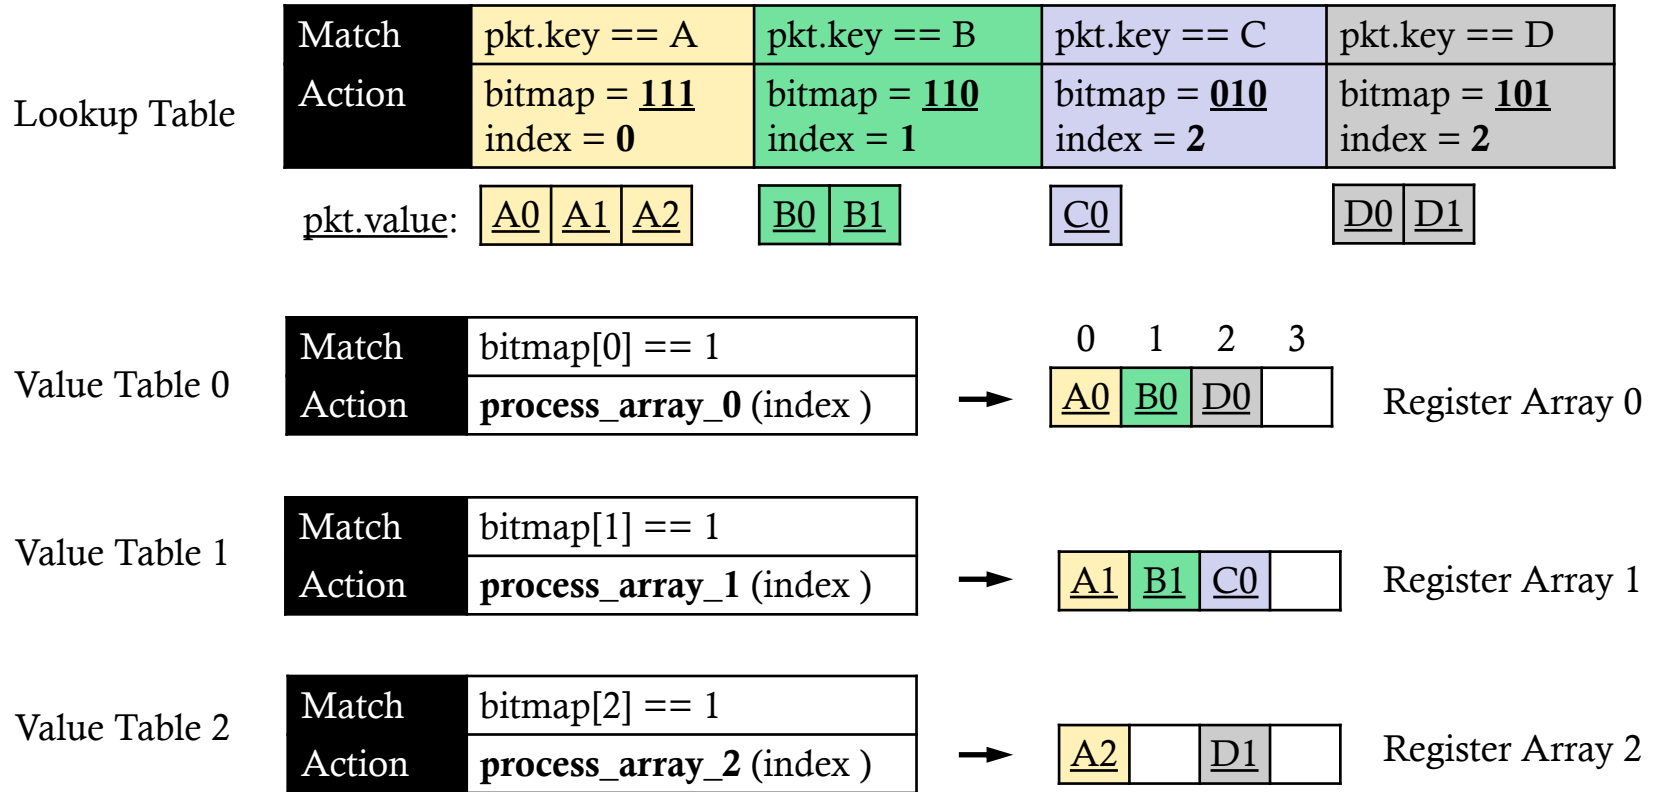 Lookup Table
Match pkt.key == A pkt.key == B pkt.key == C pkt.key == D
Action bitmap = 111 bitmap = 110 bitmap = 010 bitmap = 101
index = 0 index = 1 index = 2 index = 2
pkt.value: A0 A1 A2 B0 B1 C0 D0 D1
Value Table 0
Match bitmap[0] == 1
Action process_array_0 (index )
0 1 2 3
A0 B0 D0
Register Array 0
Value Table 1
Match bitmap[1] == 1
Action process_array_1 (index )
A1 B1 C0
Register Array 1
Value Table 2
Match bitmap[2] == 1
Action process_array_2 (index )
A2 D1
Register Array 2